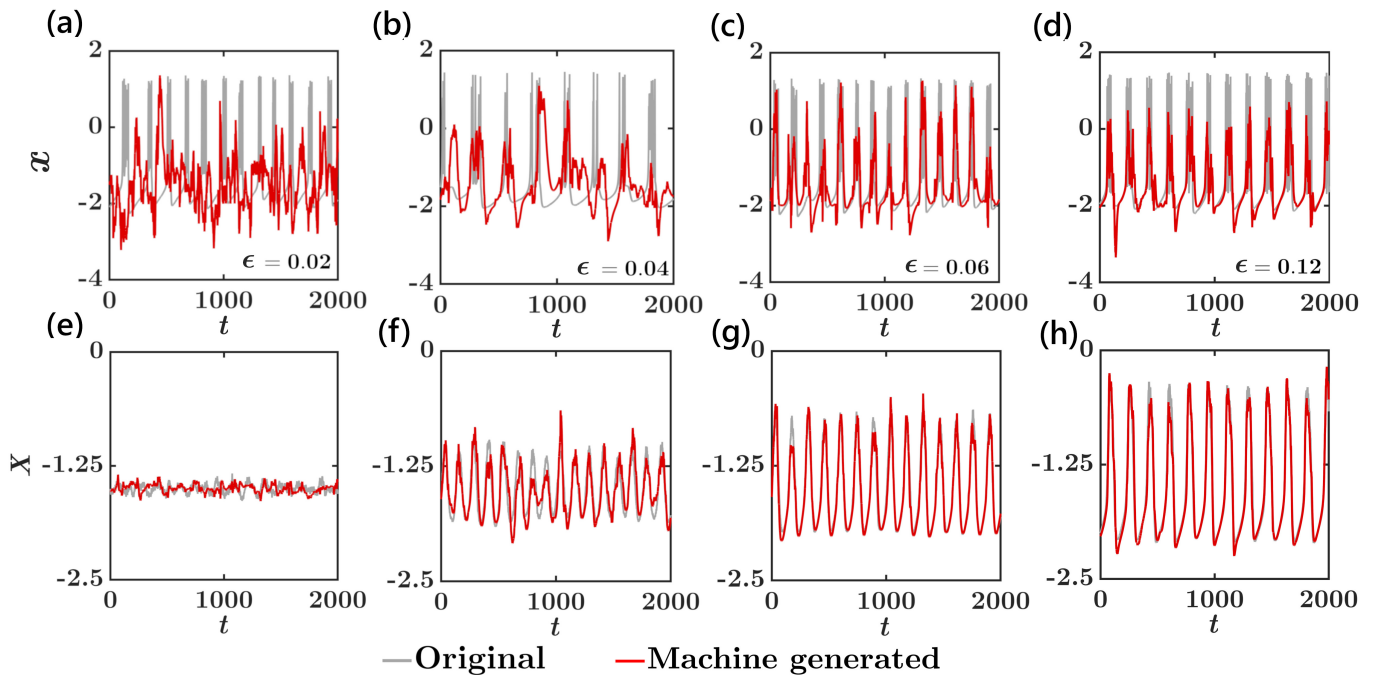 (a) (b) (c) (d)
2 2 2 2
0 0 0 0
x
-2 -2 -2 -2
ϵ = 0.02 ϵ = 0.04 ϵ = 0.06 ϵ = 0.12
-4 -4 -4 -4
0 1000 2000 0 1000 2000 0 1000 2000 0 1000 2000
t t t t
(e) (f) (g) (h)
0 0 0 0
X
-1.25 -1.25 -1.25 -1.25
-2.5 -2.5 -2.5 -2.5
0 1000 2000 0 1000 2000 0 1000 2000 0 1000 2000
t t t t
Original Machine generated